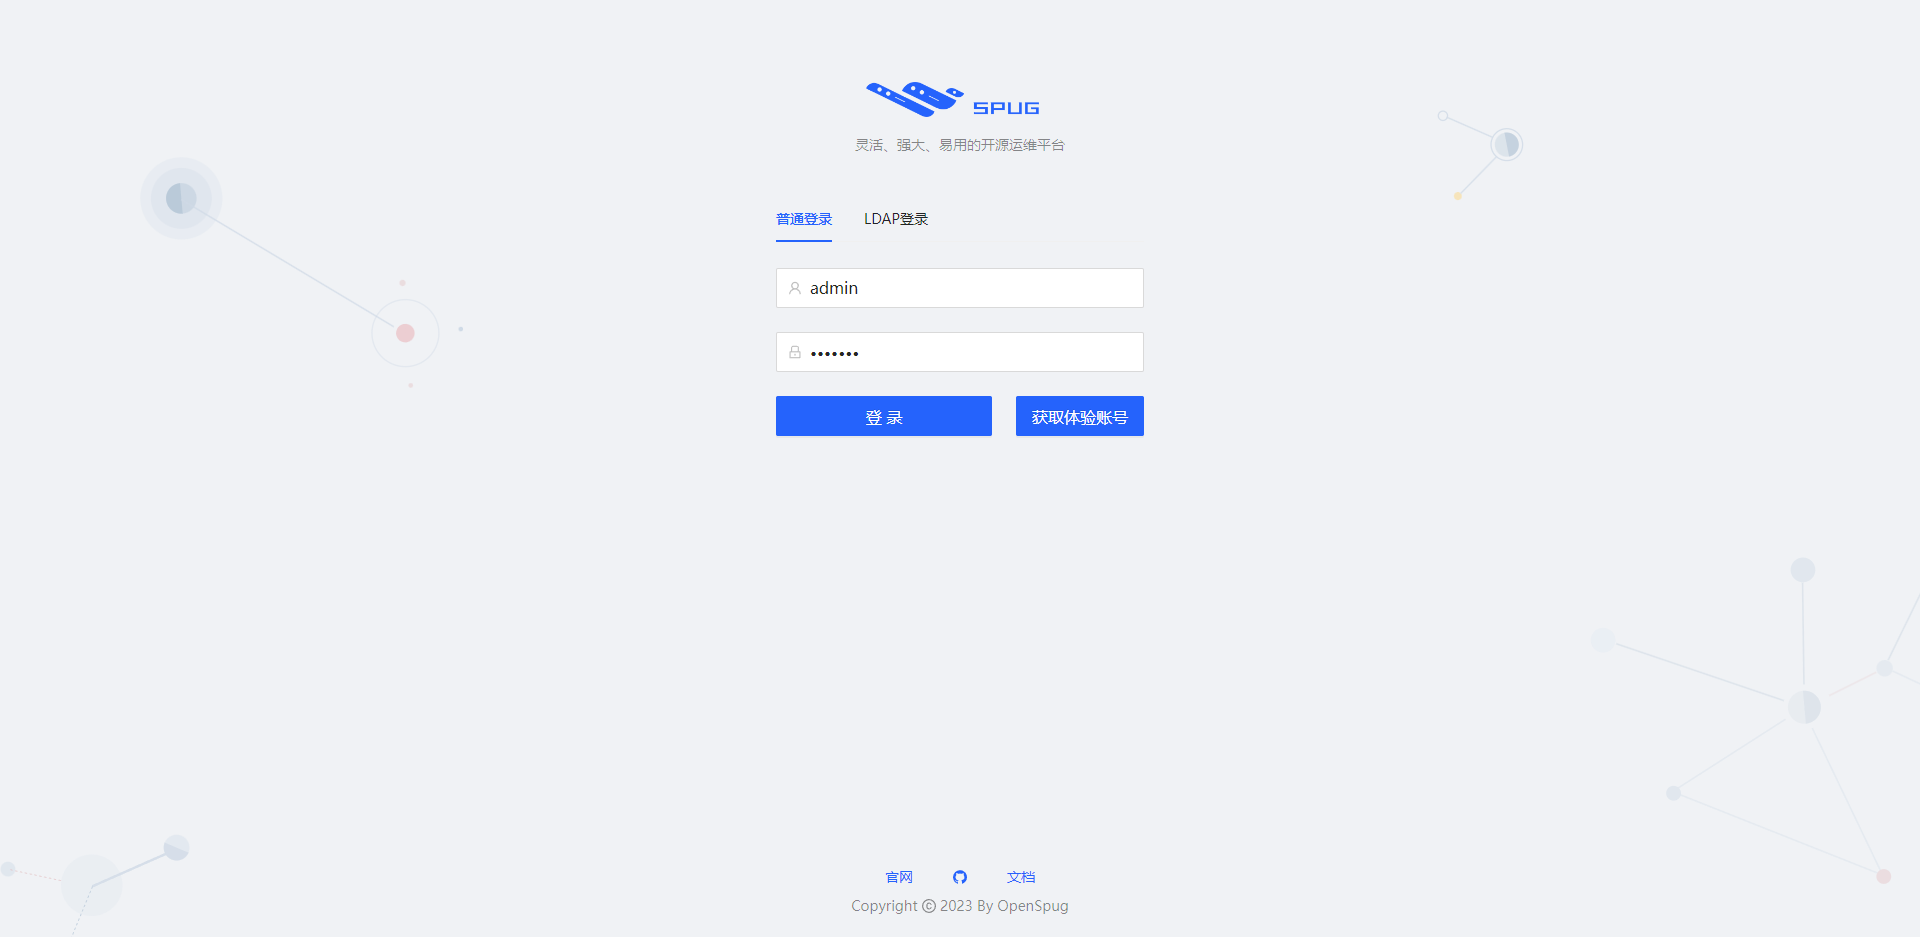 SPUG
灵活、强大、易用的开源运维平台
普通登录 LDAP登录
admin
•••••••
登 录 获取体验账号
官网 文档
Copyright © 2023 By OpenSpug